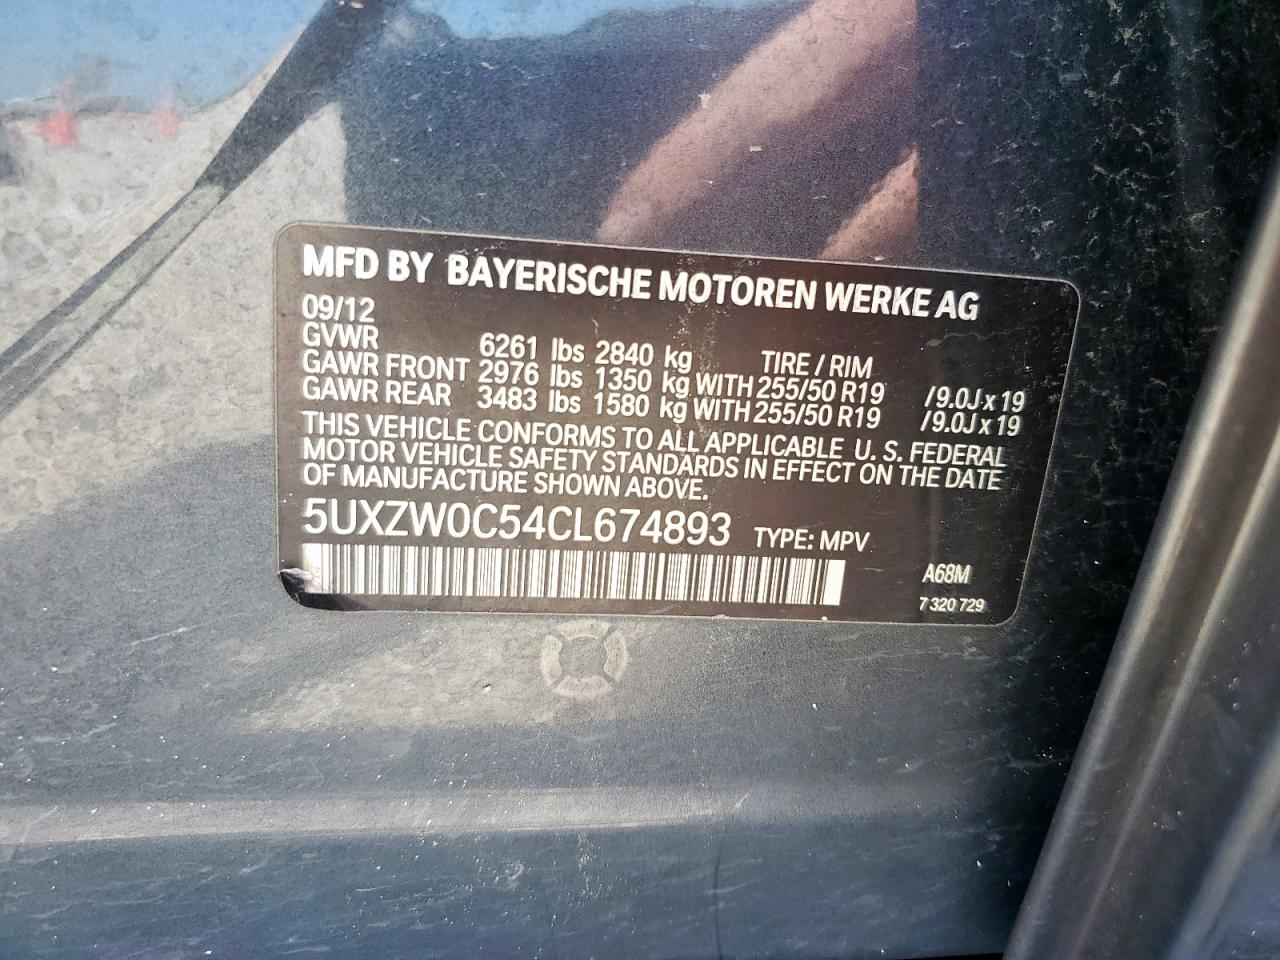 MFD BY BAYERISCHE MOTOREN WERKE AG
09/12
GVWR 6261 lbs 2840 kg TIRE / RIM
GAWR FRONT 2976 lbs 1350 kg WITH 255/50 R19 /9.0J x 19
GAWR REAR 3483 lbs 1580 kg WITH 255/50 R19 /9.0J x 19
THIS VEHICLE CONFORMS TO ALL APPLICABLE U. S. FEDERAL
MOTOR VEHICLE SAFETY STANDARDS IN EFFECT ON THE DATE
OF MANUFACTURE SHOWN ABOVE.
5UXZW0C54CL674893 TYPE: MPV
A68M
7 320 729